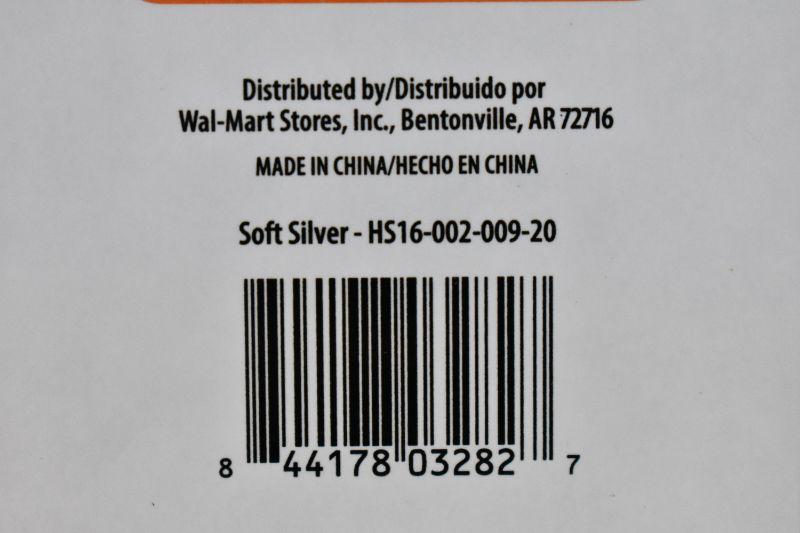 Distributed by/Distribuido por
Wal-Mart Stores, Inc., Bentonville, AR 72716
MADE IN CHINA/HECHO EN CHINA
Soft Silver - HS16-002-009-20
8 44178 03282 7